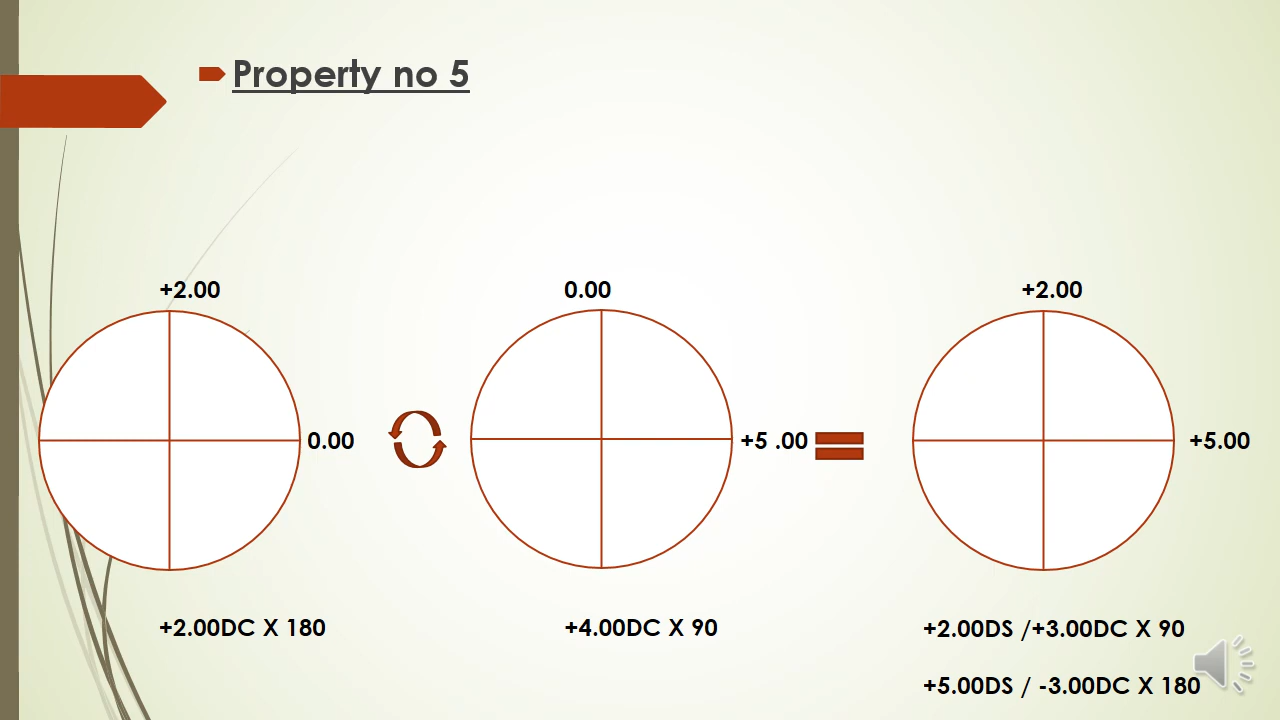 Property no 5
+2.00
0.00
+2.00
0.00
+5 .00
+5.00
+2.00DC X 180
+4.00DC X 90
+2.00DS /+3.00DC X 90
+5.00DS / -3.00DC X 180